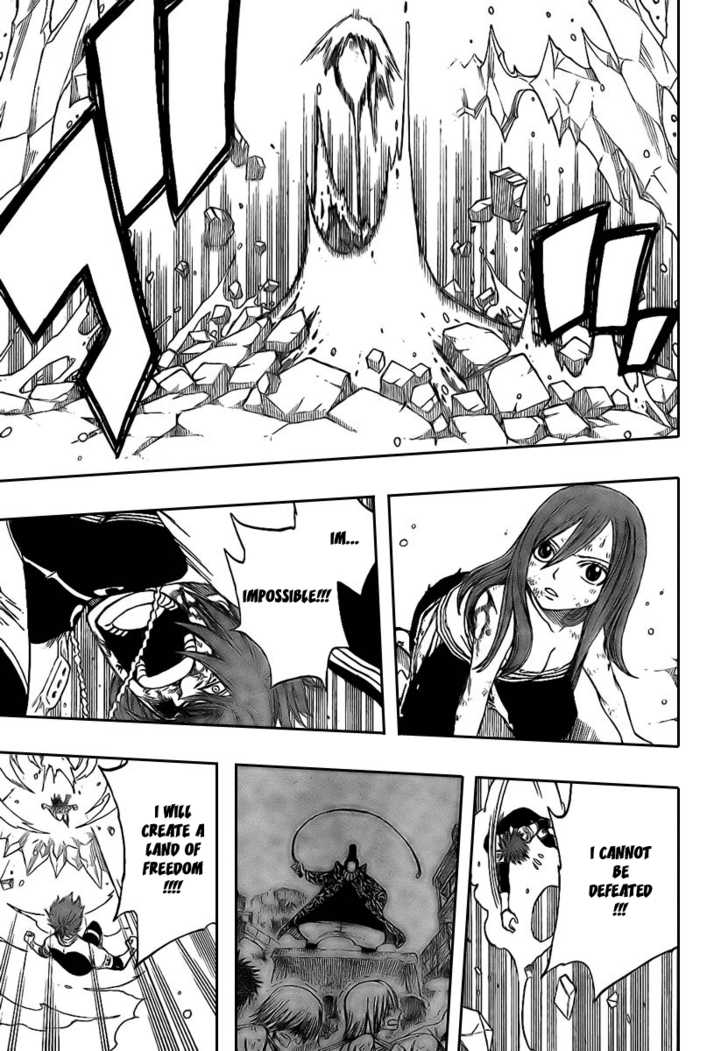 IM...
IMPOSSIBLE!!!
I CANNOT
BE
DEFEATED
!!!
I WILL
CREATE A
LAND OF
FREEDOM
!!!!